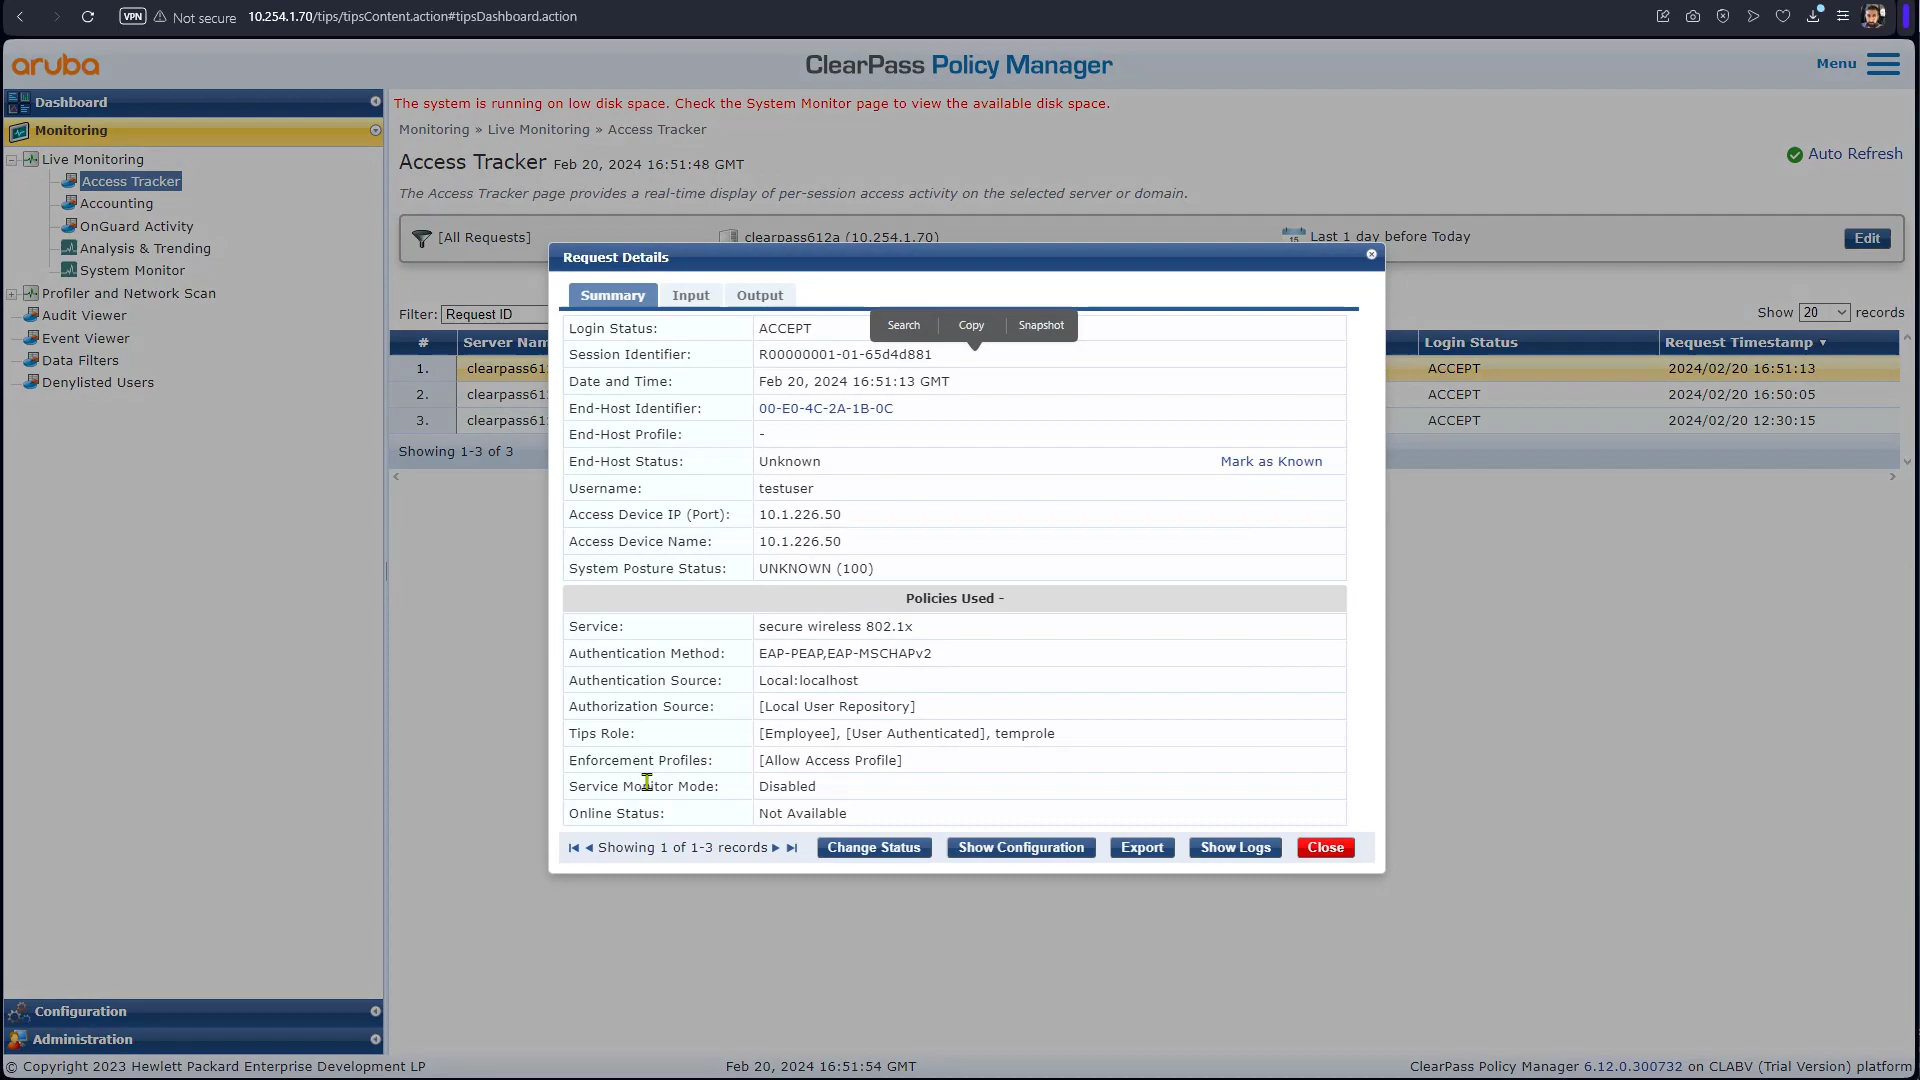 VPN
Not secure
10.254.1.70/tips/tipsContent.action#tipsDashboard.action
aruba
ClearPass Policy Manager
Menu
Dashboard
The system is running on low disk space. Check the System Monitor page to view the available disk space.
Monitoring
Monitoring » Live Monitoring » Access Tracker
Live Monitoring
Access Tracker Feb 20, 2024 16:51:48 GMT
Auto Refresh
Access Tracker
The Access Tracker page provides a real-time display of per-session access activity on the selected server or domain.
Accounting
OnGuard Activity
[All Requests]
clearpass612a (10.254.1.70)
15
Last 1 day before Today
Edit
Analysis & Trending
System Monitor
Profiler and Network Scan
Audit Viewer
Event Viewer
Data Filters
Denylisted Users
Filter: Request ID
Show 20 records
# Server Nam
Login Status
Request Timestamp ▼
1. clearpass61
ACCEPT
2024/02/20 16:51:13
2. clearpass61
ACCEPT
2024/02/20 16:50:05
3. clearpass61
ACCEPT
2024/02/20 12:30:15
Showing 1-3 of 3
Request Details
Summary Input Output
Search Copy Snapshot
Login Status: ACCEPT
Session Identifier: R00000001-01-65d4d881
Date and Time: Feb 20, 2024 16:51:13 GMT
End-Host Identifier: 00-E0-4C-2A-1B-0C
End-Host Profile: -
End-Host Status: Unknown Mark as Known
Username: testuser
Access Device IP (Port): 10.1.226.50
Access Device Name: 10.1.226.50
System Posture Status: UNKNOWN (100)
Policies Used -
Service: secure wireless 802.1x
Authentication Method: EAP-PEAP,EAP-MSCHAPv2
Authentication Source: Local:localhost
Authorization Source: [Local User Repository]
Tips Role: [Employee], [User Authenticated], temprole
Enforcement Profiles: [Allow Access Profile]
Service Monitor Mode: Disabled
Online Status: Not Available
Showing 1 of 1-3 records
Change Status
Show Configuration
Export
Show Logs
Close
Configuration
Administration
© Copyright 2023 Hewlett Packard Enterprise Development LP
Feb 20, 2024 16:51:54 GMT
ClearPass Policy Manager 6.12.0.300732 on CLABV (Trial Version) platform